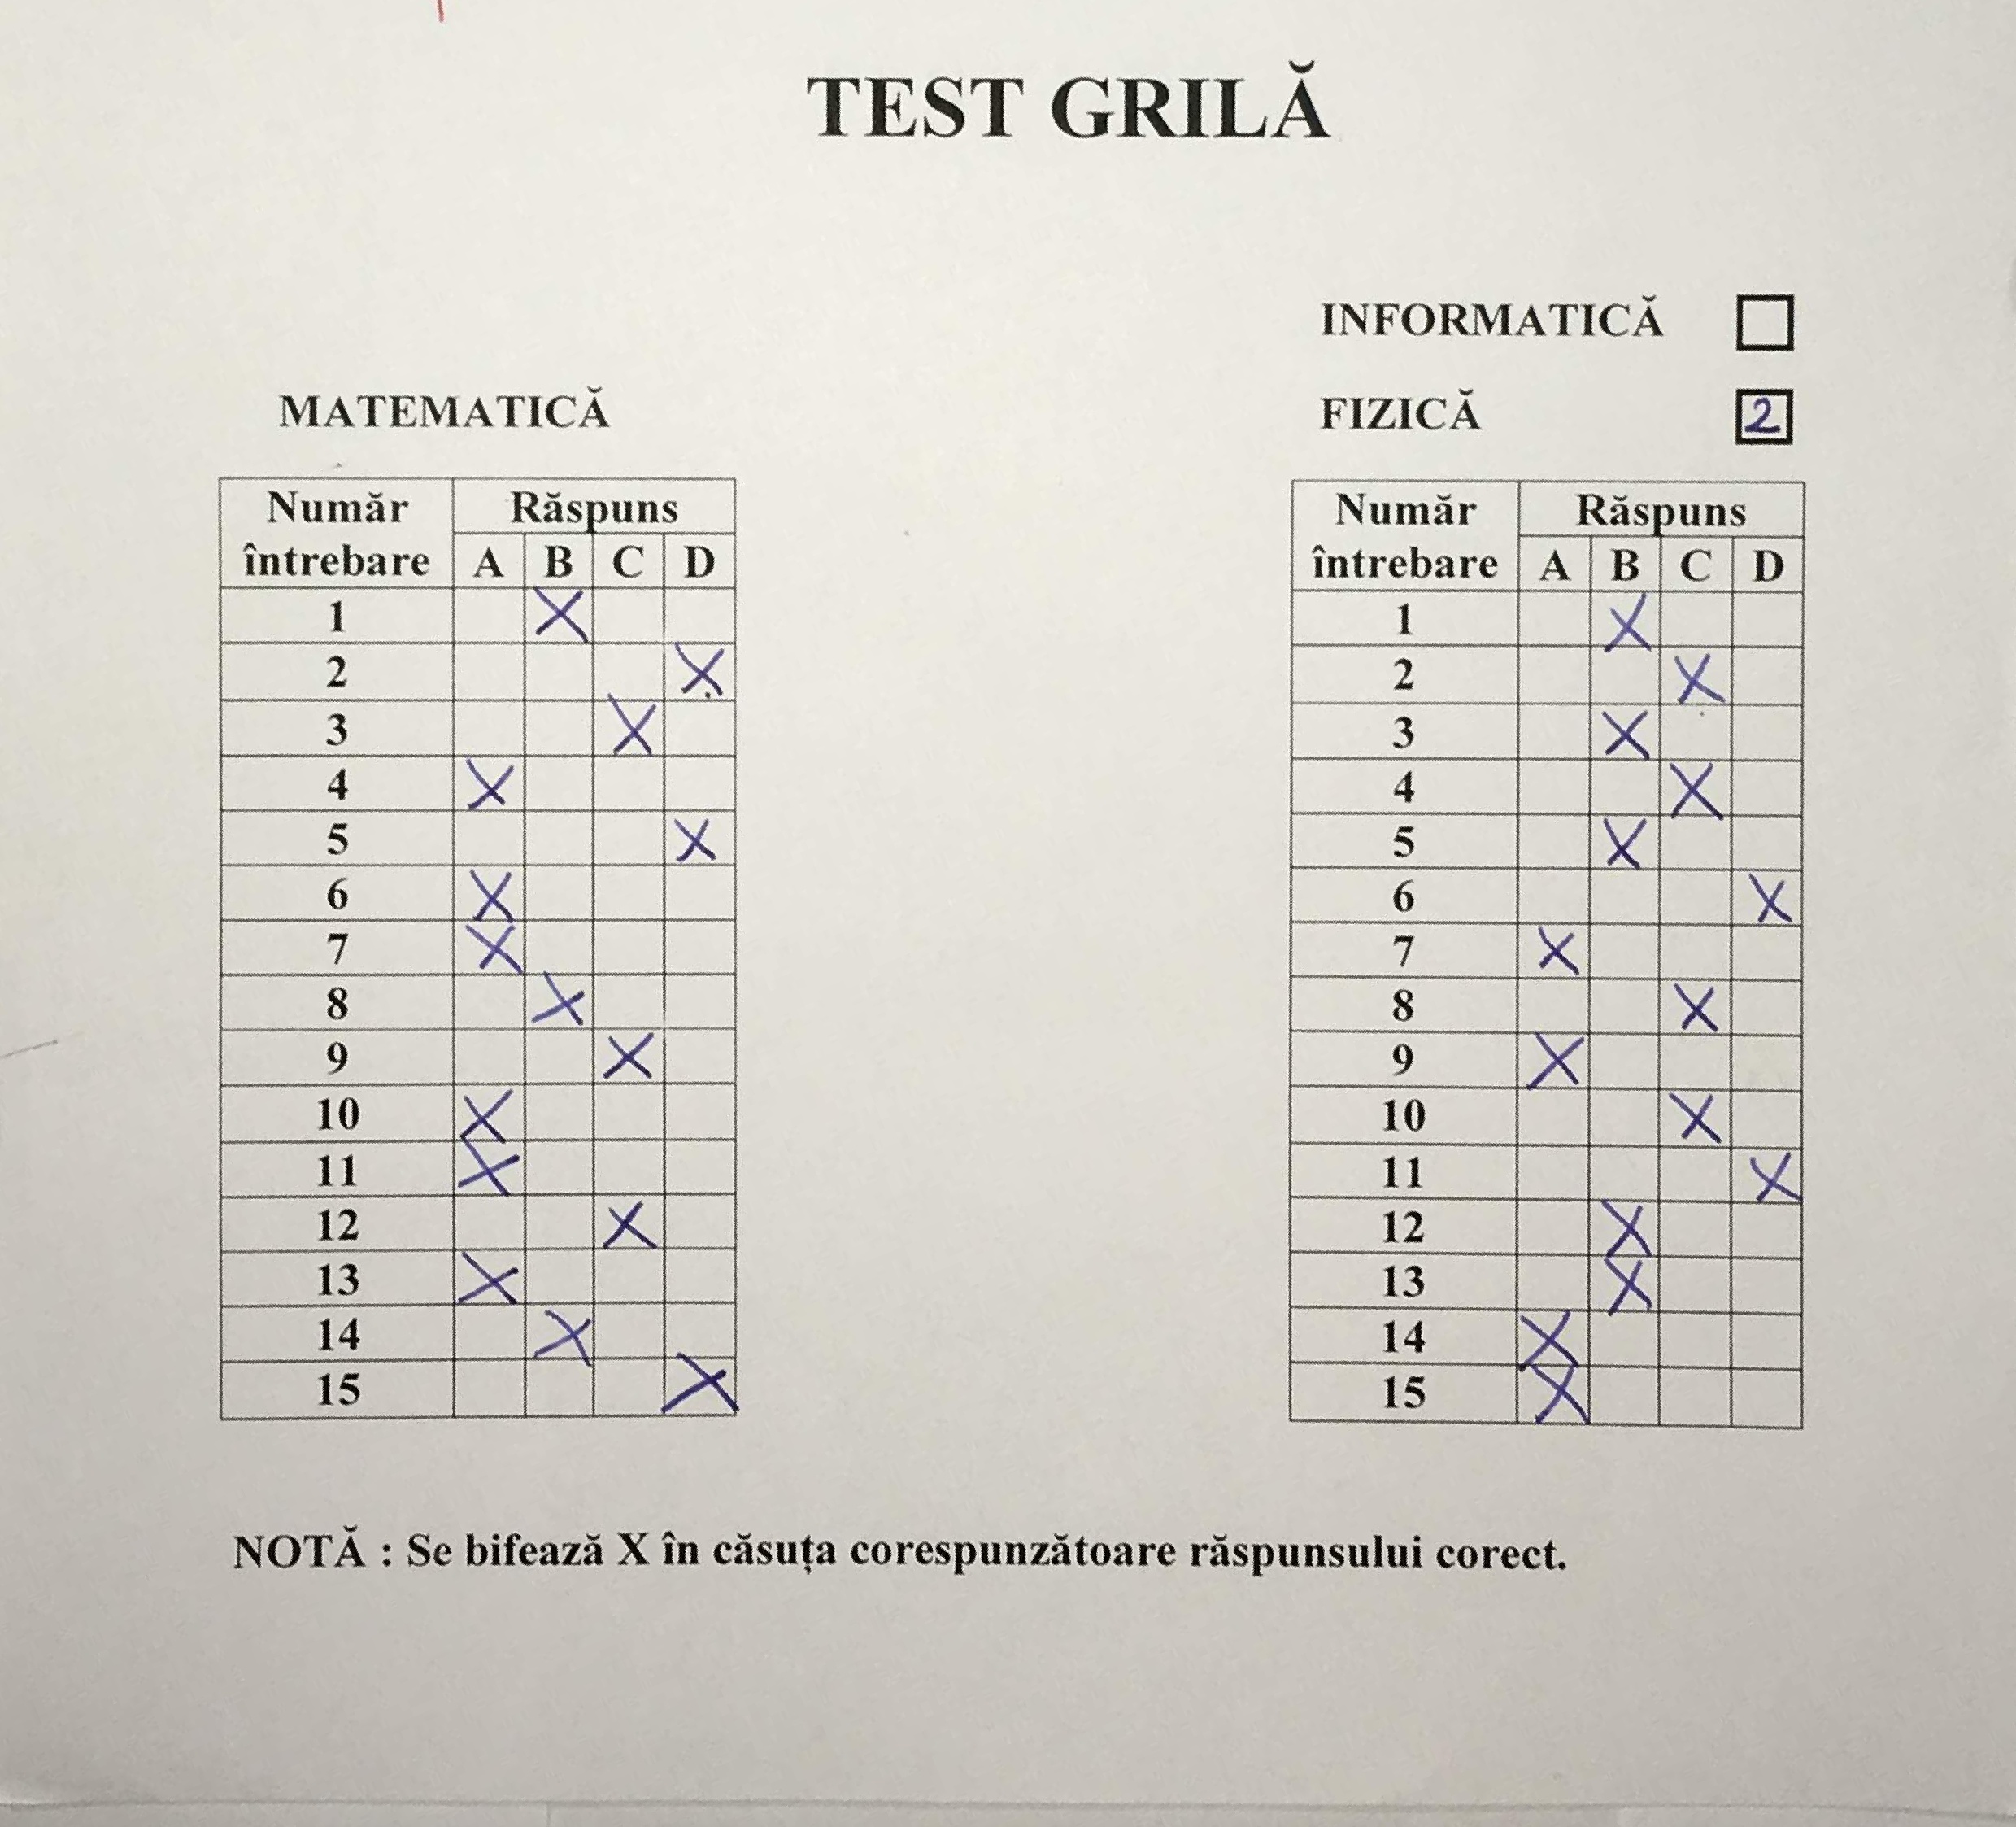 TEST GRILĂ
INFORMATICĂ
MATEMATICĂ
FIZICĂ 2
Număr întrebare Răspuns
A B C D
1 X
2 X
3 X
4 X
5 X
6 X
7 X
8 X
9 X
10 X
11 X
12 X
13 X
14 X
15 X
Număr întrebare Răspuns
A B C D
1 X
2 X
3 X
4 X
5 X
6 X
7 X
8 X
9 X
10 X
11 X
12 X
13 X
14 X
15 X
NOTĂ : Se bifează X în căsuța corespunzătoare răspunsului corect.